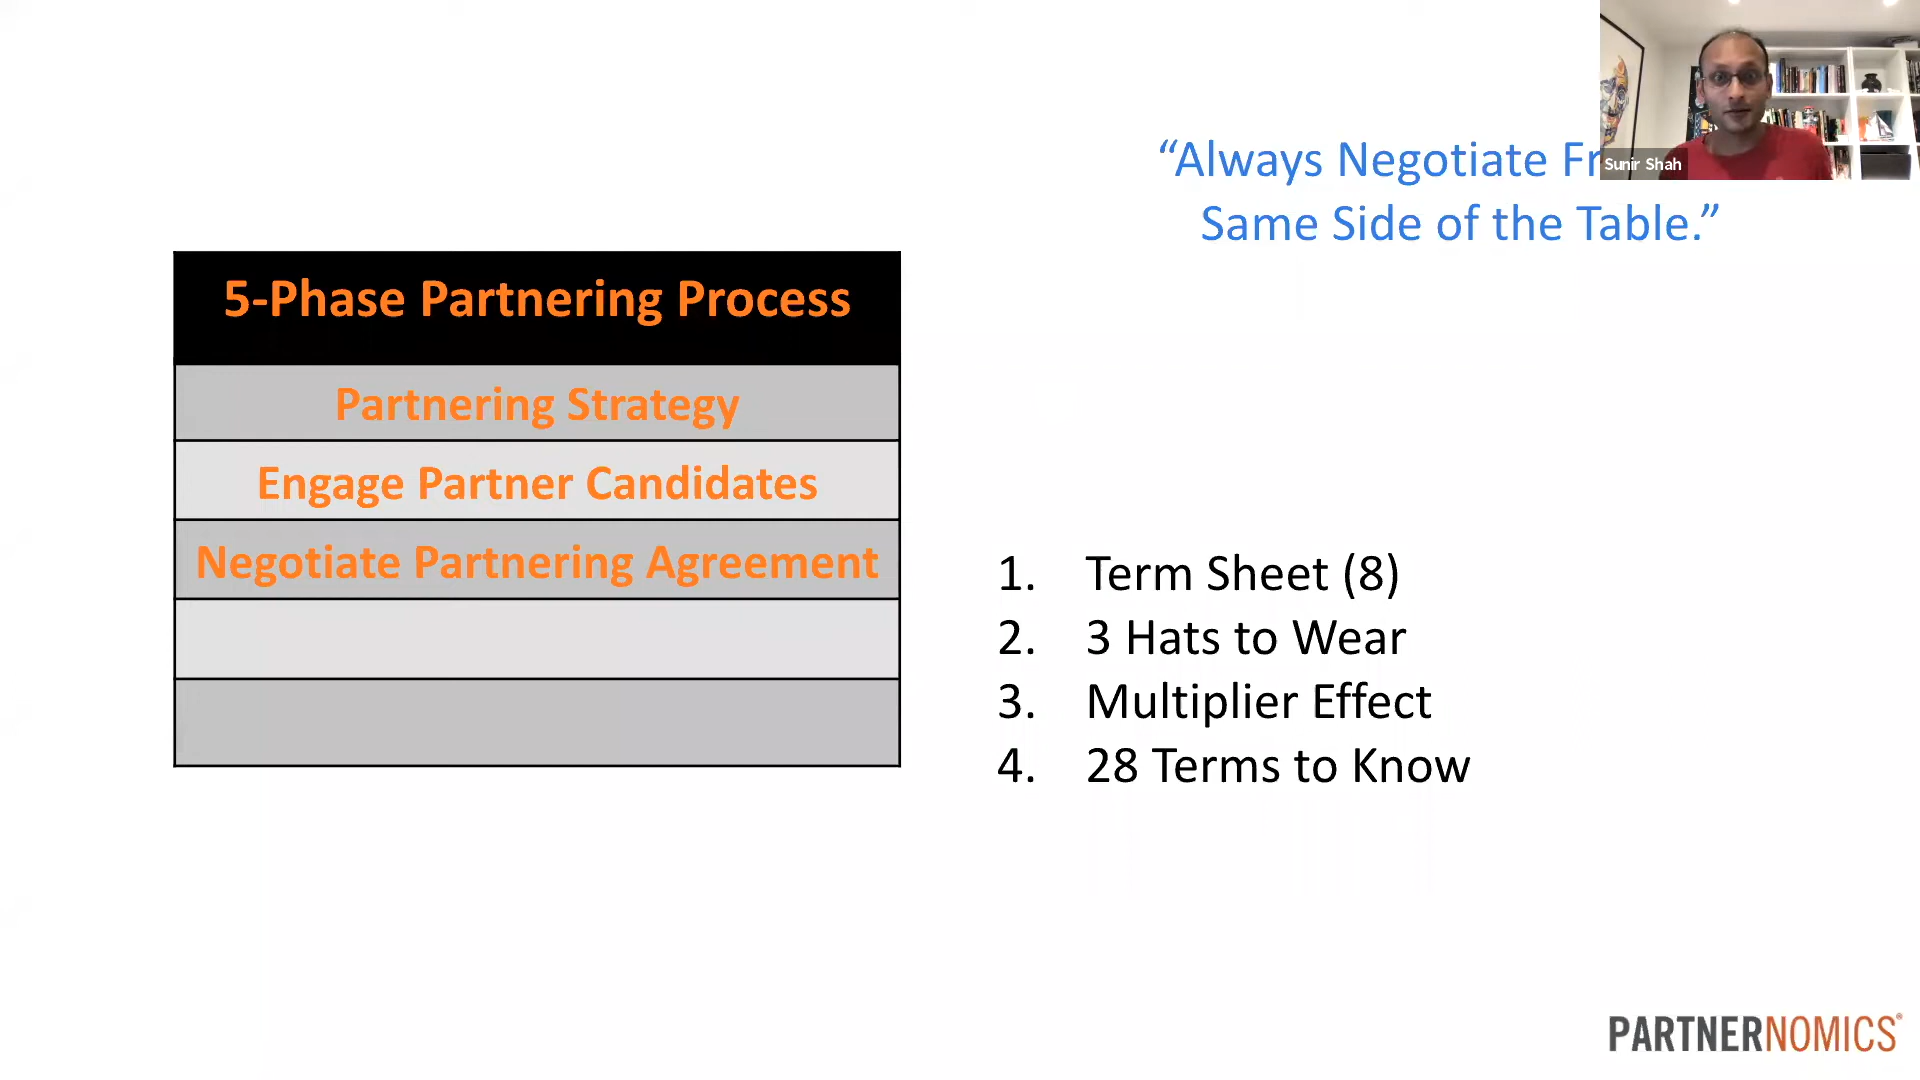 “Always Negotiate
Same Side of the Table.”
Sunir Shah
5-Phase Partnering Process
Partnering Strategy
Engage Partner Candidates
Negotiate Partnering Agreement
1. Term Sheet (8)
2. 3 Hats to Wear
3. Multiplier Effect
4. 28 Terms to Know
PARTNERNOMICS®